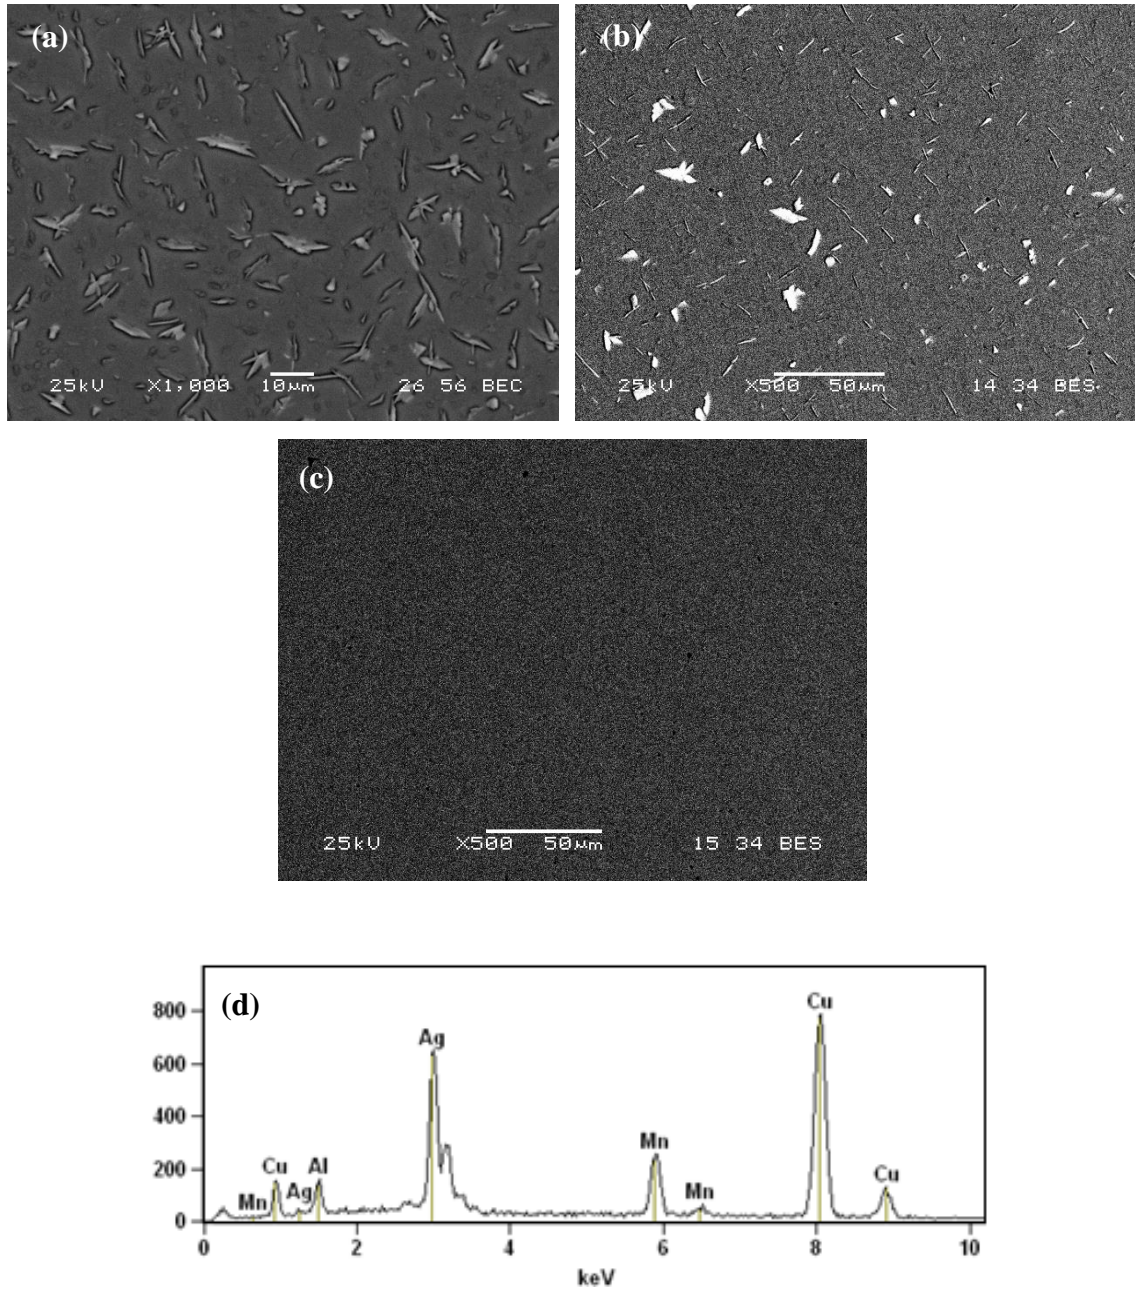 (a)
25kV X1,000 10µm 26 56 BEC
(b)
25kV X500 50µm 14 34 BES
(c)
25kV X500 50µm 15 34 BES
(d)
800
600
400
200
0
Mn
Cu
Ag
Al
Ag
Mn
Mn
Cu
Cu
0 2 4 6 8 10
keV